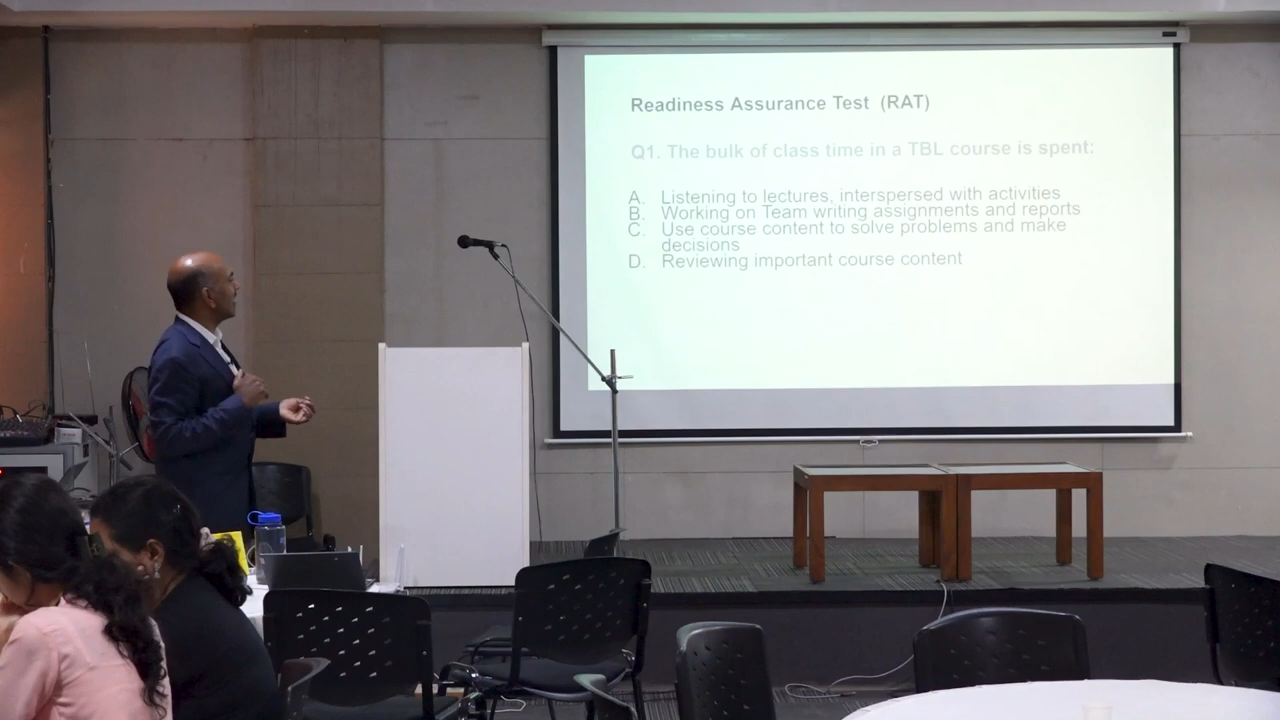 Readiness Assurance Test (RAT)
Q1. The bulk of class time in a TBL course is spent:
A. Listening to lectures, interspersed with activities
B. Working on Team writing assignments and reports
C. Use course content to solve problems and make
decisions
D. Reviewing important course content